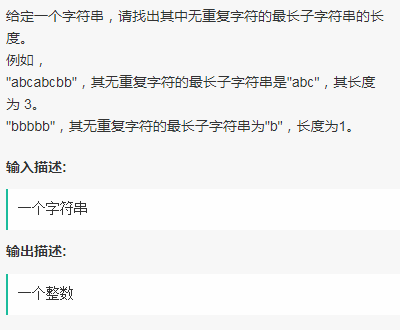 给定一个字符串，请找出其中无重复字符的最长子字符串的长
度。
例如，
"abcabcbb"，其无重复字符的最长子字符串是"abc"，其长度
为 3。
"bbbbb"，其无重复字符的最长子字符串为"b"，长度为1。
输入描述:
一个字符串
输出描述:
一个整数